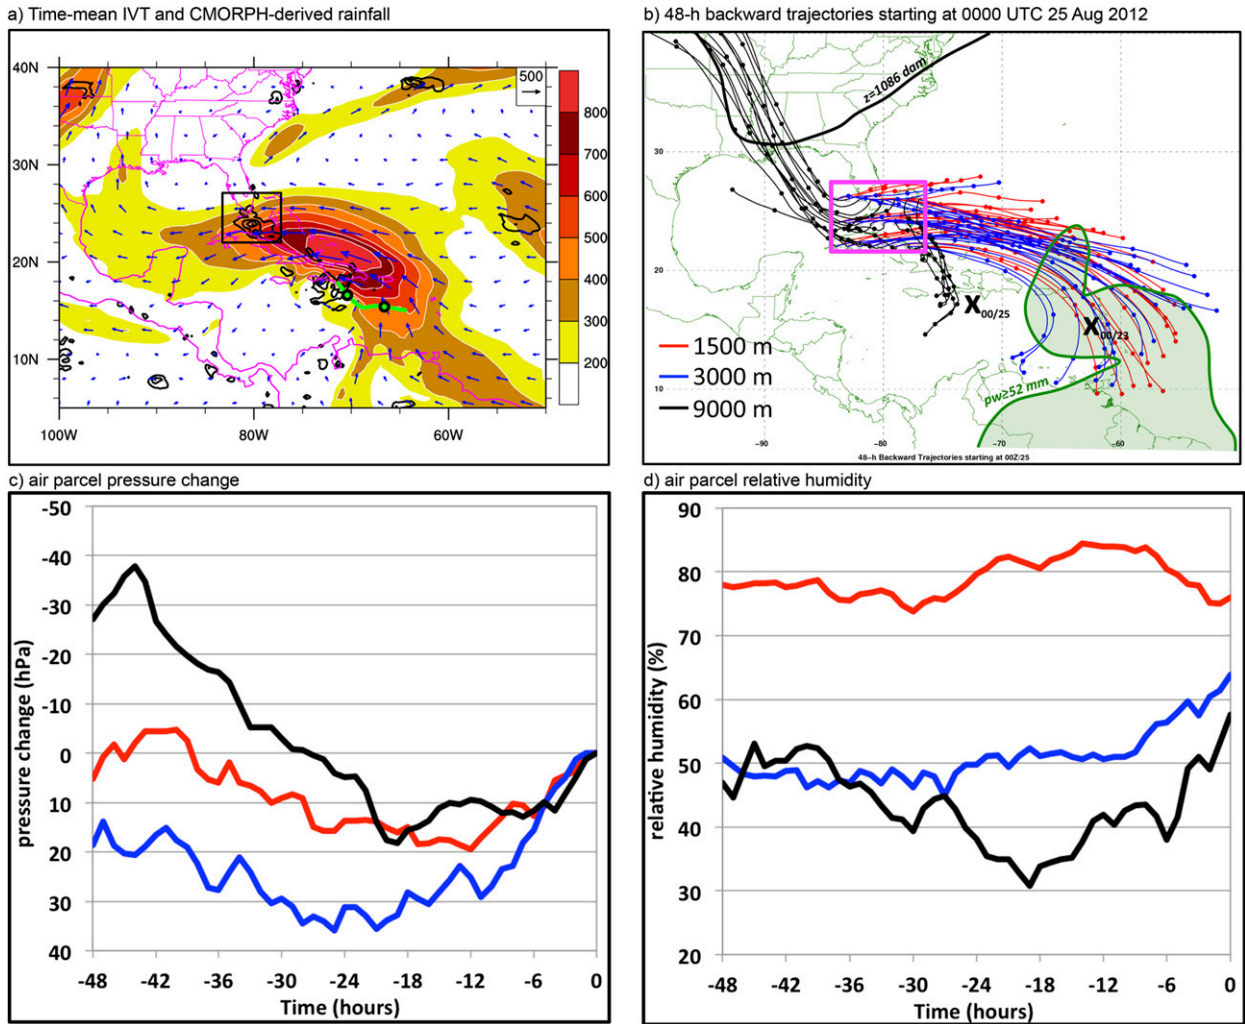 a) Time-mean IVT and CMORPH-derived rainfall
40N
30N
20N
10N
100W
80W
60W
500
800
700
600
500
400
300
200
b) 48-h backward trajectories starting at 0000 UTC 25 Aug 2012
z=1086 dam
30
20
10
-90
-80
-70
-60
X 00/25
X 00/23
pw≥52 mm
1500 m
3000 m
9000 m
48-h Backward Trajectories starting at 00Z/25
c) air parcel pressure change
pressure change (hPa)
-50
-40
-30
-20
-10
0
10
20
30
40
-48 -42 -36 -30 -24 -18 -12 -6 0
Time (hours)
d) air parcel relative humidity
relative humidity (%)
90
80
70
60
50
40
30
20
-48 -42 -36 -30 -24 -18 -12 -6 0
Time (hours)